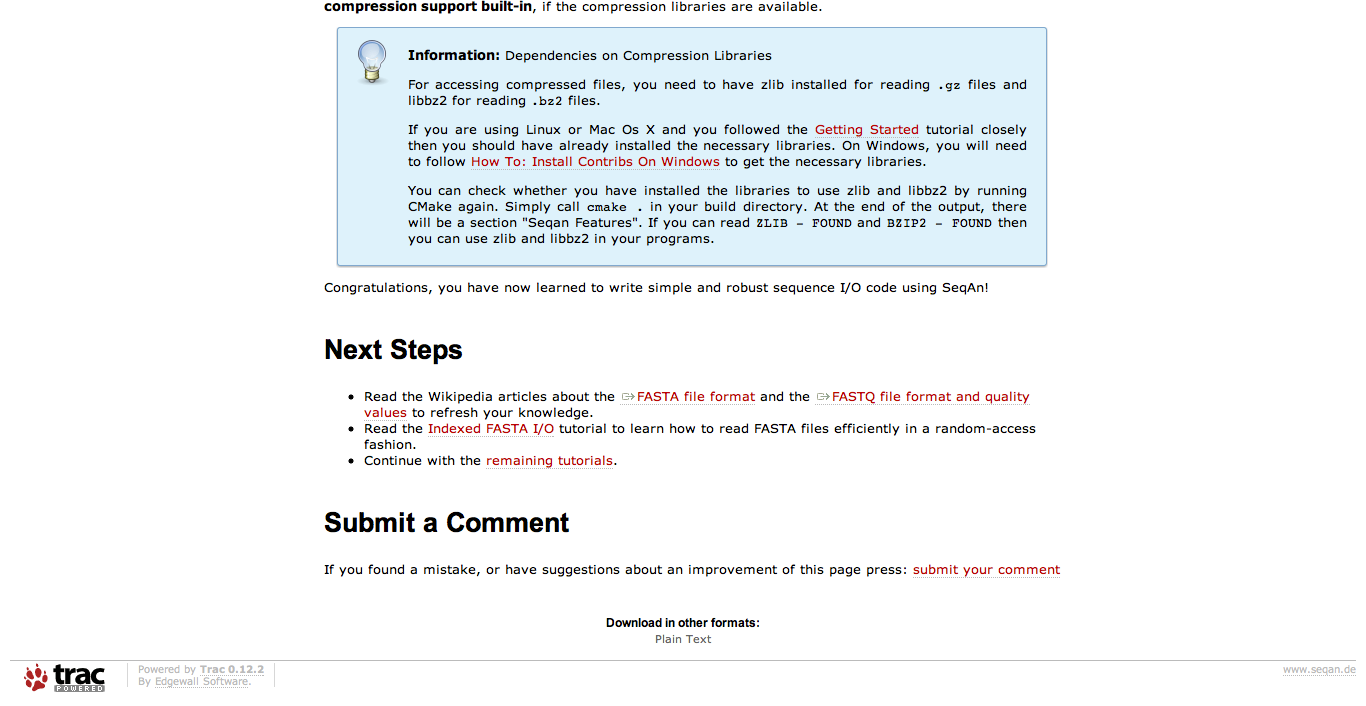 compression support built-in, if the compression libraries are available.
Information: Dependencies on Compression Libraries
For accessing compressed files, you need to have zlib installed for reading .gz files and
libbz2 for reading .bz2 files.
If you are using Linux or Mac Os X and you followed the Getting Started tutorial closely
then you should have already installed the necessary libraries. On Windows, you will need
to follow How To: Install Contribs On Windows to get the necessary libraries.
You can check whether you have installed the libraries to use zlib and libbz2 by running
CMake again. Simply call cmake . in your build directory. At the end of the output, there
will be a section "Seqan Features". If you can read ZLIB - FOUND and BZIP2 - FOUND then
you can use zlib and libbz2 in your programs.
Congratulations, you have now learned to write simple and robust sequence I/O code using SeqAn!
Next Steps
• Read the Wikipedia articles about the FASTA file format and the FASTQ file format and quality
values to refresh your knowledge.
• Read the Indexed FASTA I/O tutorial to learn how to read FASTA files efficiently in a random-access
fashion.
• Continue with the remaining tutorials.
Submit a Comment
If you found a mistake, or have suggestions about an improvement of this page press: submit your comment
Download in other formats:
Plain Text
trac
POWERED
Powered by Trac 0.12.2
By Edgewall Software.
www.seqan.de